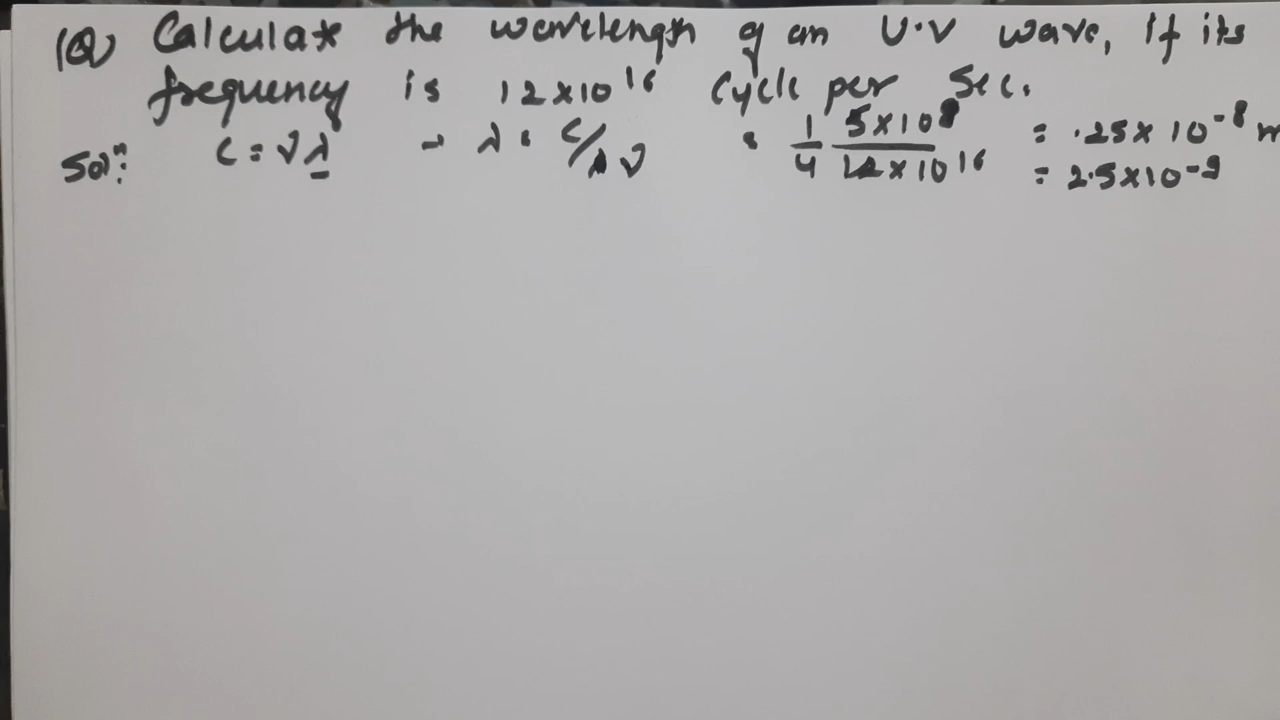 (Q) Calculate the wavelength of an U.V wave, if its
frequency is 12×10¹⁶ cycle per sec.
Solⁿ: c = νλ → λ = c/λ ν = 1/4 5×10⁸/12×10¹⁶ = .25×10⁻⁸ m
= 2.5×10⁻⁹